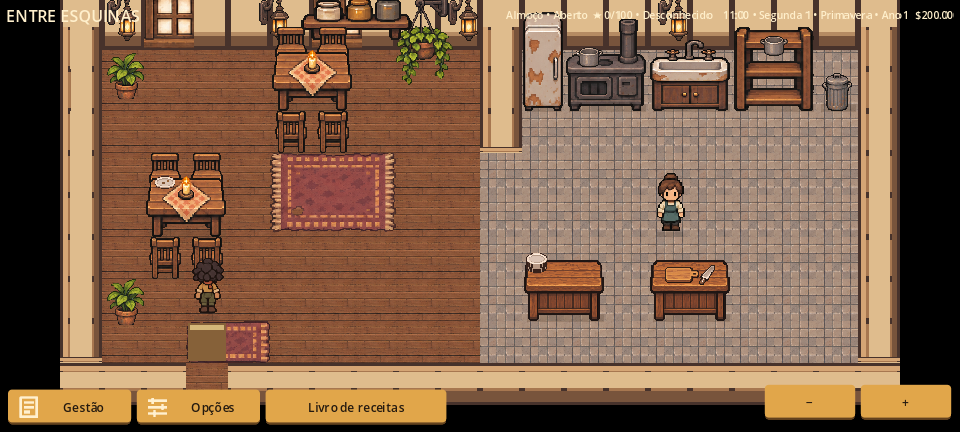 ENTRE ESQUINAS
Almoço • Aberto ★ 0/100 • Desconhecido 11:00 • Segunda 1 • Primavera • Ano 1 $200.00
Gestão
Opções
Livro de receitas
−
+